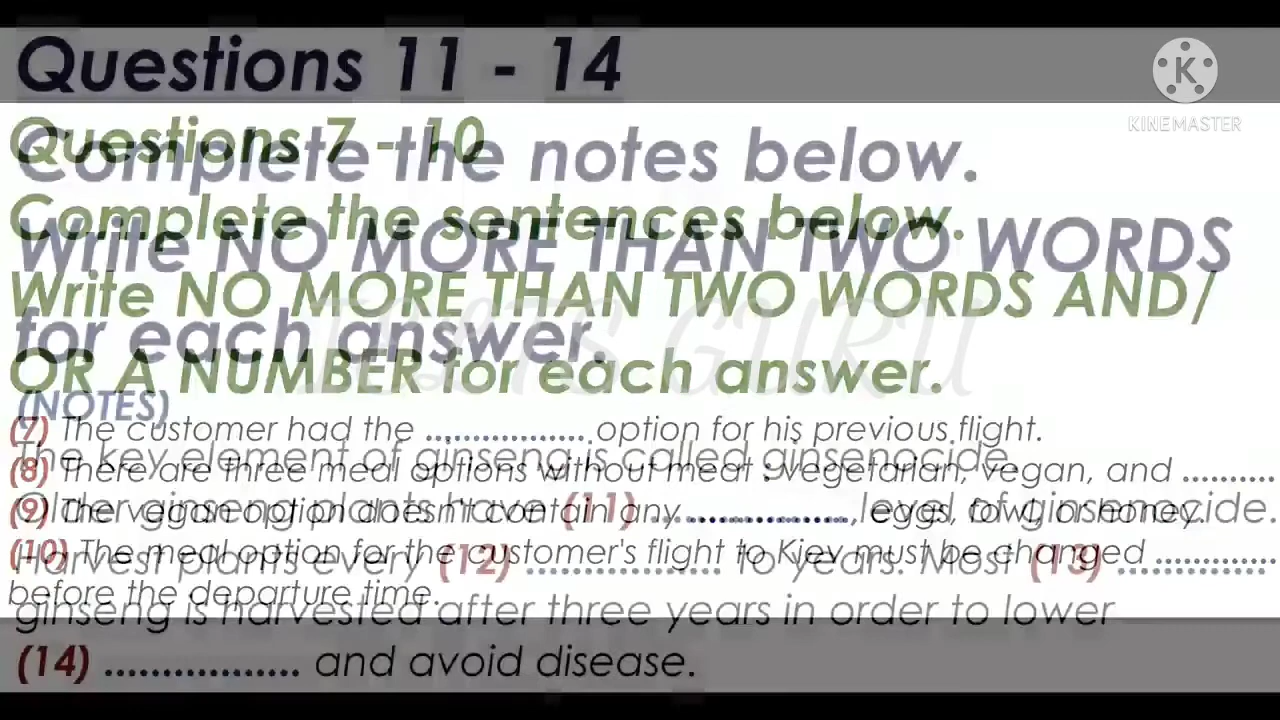 Questions 11 - 14
KINEMASTER
Questions 7 - 10
Complete the notes below.
Complete the sentences below.
Write NO MORE THAN TWO WORDS
Write NO MORE THAN TWO WORDS AND/
for each answer.
OR A NUMBER for each answer.
IELTS GURU
(NOTES)
(7) The customer had the ................ option for his previous flight.
The key element of ginseng is called ginsenocide.
(8) There are three meal options without meat : vegetarian, vegan, and ..........
Older ginseng plants have (11) ................. level of ginsenocide.
(9) The vegan option doesn't contain any ................, eggs, fowl, or honey.
(10) The meal option for the customer's flight to Kiev must be changed .............
Harvest plants every (12) .................. to years. Most (13) ...............
before the departure time.
ginseng is harvested after three years in order to lower
(14) .................. and avoid disease.